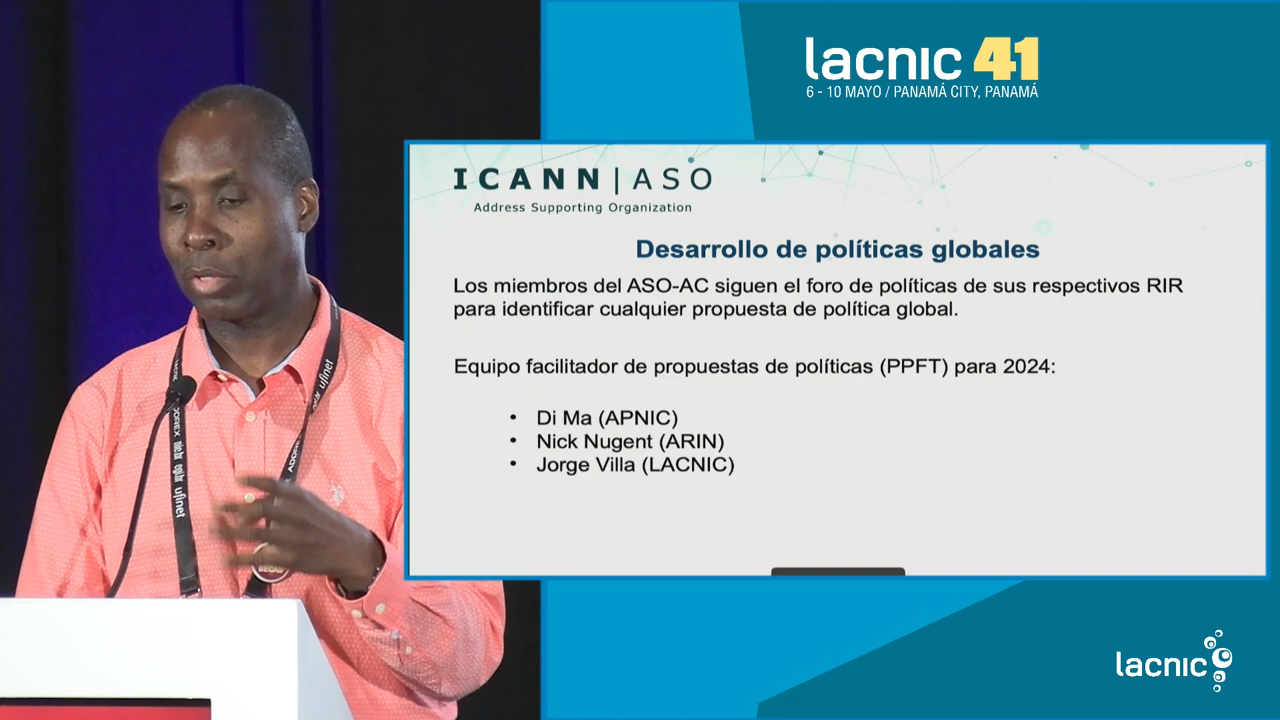 lacnic 41
6 - 10 MAYO / PANAMÁ CITY, PANAMÁ
ICANN | ASO
Address Supporting Organization
Desarrollo de políticas globales
Los miembros del ASO-AC siguen el foro de políticas de sus respectivos RIR
para identificar cualquier propuesta de política global.
Equipo facilitador de propuestas de políticas (PPFT) para 2024:
• Di Ma (APNIC)
• Nick Nugent (ARIN)
• Jorge Villa (LACNIC)
ufinet
ufinet
lacnic